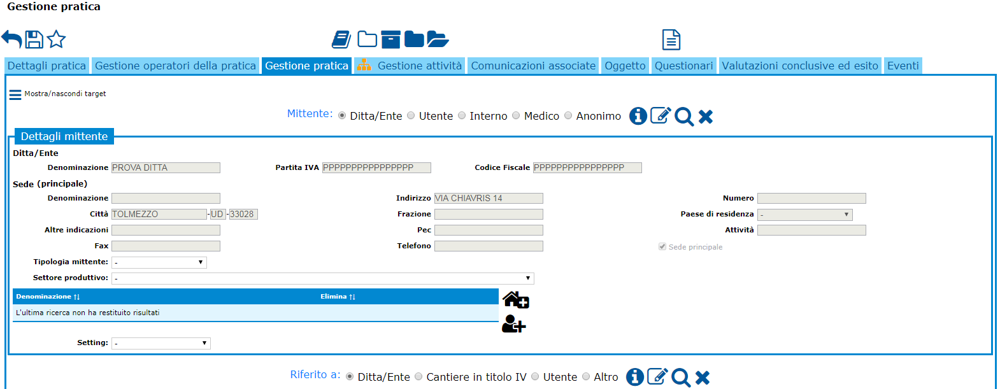 Gestione pratica
Dettagli pratica Gestione operatori della pratica Gestione pratica Gestione attività Comunicazioni associate Oggetto Questionari Valutazioni conclusive ed esito Eventi
Mostra/nascondi target
Mittente: Ditta/Ente Utente Interno Medico Anonimo
Dettagli mittente
Ditta/Ente
Denominazione PROVA DITTA Partita IVA PPPPPPPPPPPPPPPP Codice Fiscale PPPPPPPPPPPPPPPP
Sede (principale)
Denominazione Indirizzo VIA CHIAVRIS 14 Numero
Città TOLMEZZO -UD -33028 Frazione Paese di residenza -
Altre indicazioni Pec Attività
Fax Telefono Sede principale
Tipologia mittente: -
Settore produttivo: -
Denominazione Elimina
L'ultima ricerca non ha restituito risultati
Setting: -
Riferito a: Ditta/Ente Cantiere in titolo IV Utente Altro